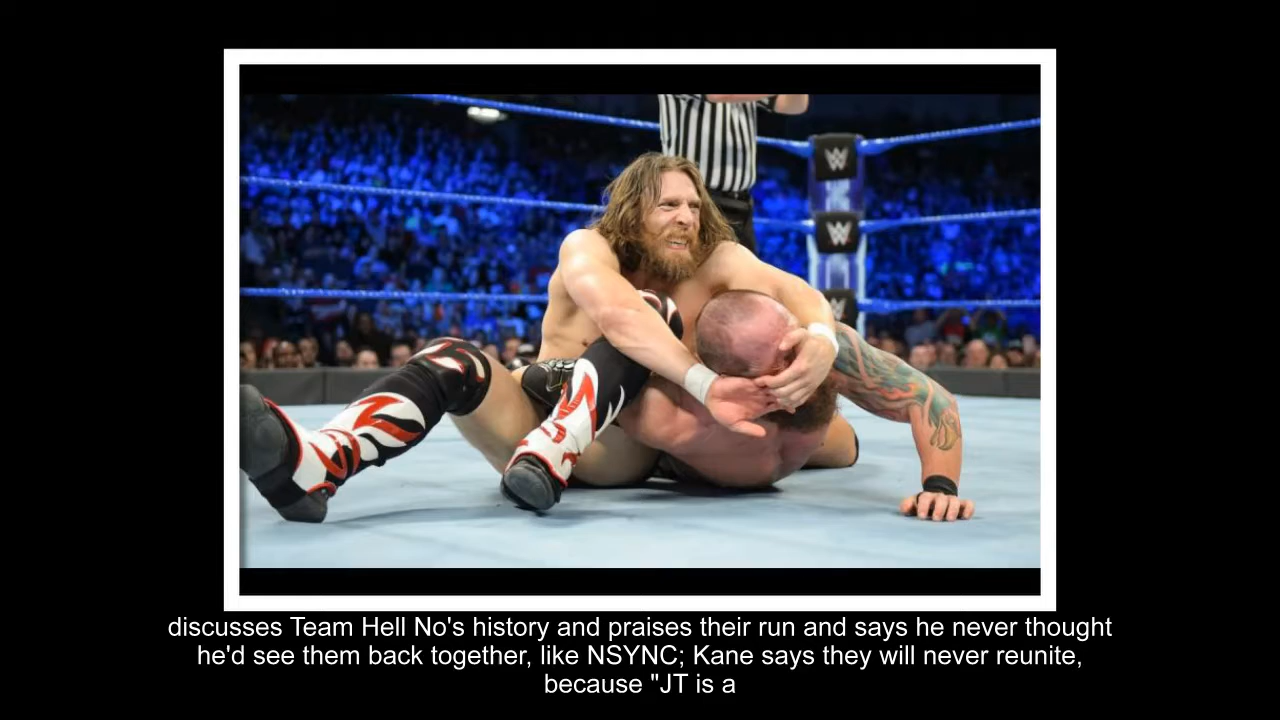 W
W
discusses Team Hell No's history and praises their run and says he never thought
he'd see them back together, like NSYNC; Kane says they will never reunite,
because "JT is a